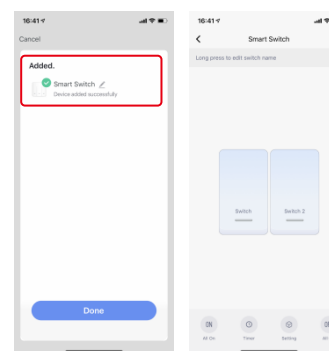 16:41
Cancel
Added.
Smart Switch
Device added successfully
Done
16:41
Smart Switch
Long press to edit switch name
Switch
Switch 2
ON
All On
Timer
Setting